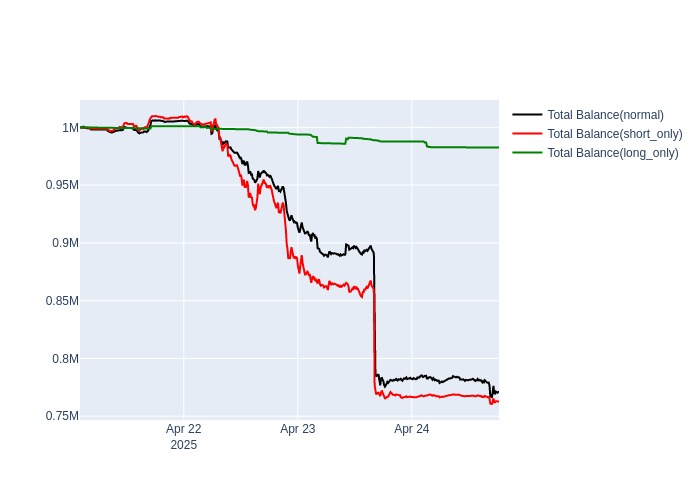 1M
0.95M
0.9M
0.85M
0.8M
0.75M
Apr 22
2025
Apr 23
Apr 24
Total Balance(normal)
Total Balance(short_only)
Total Balance(long_only)